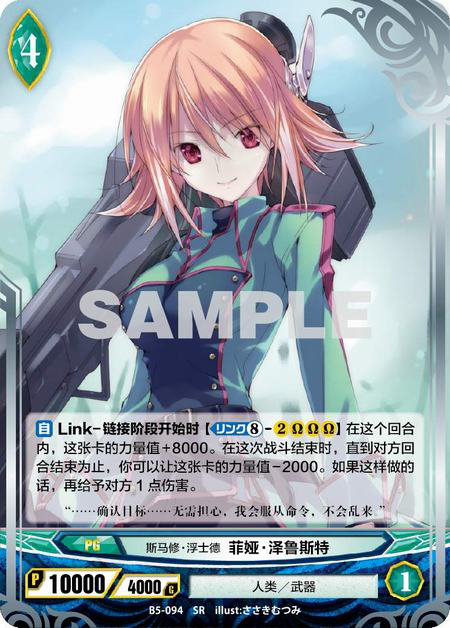 4
SAMPLE
自 Link-链接阶段开始时【リンク⑧-2ΩΩΩ】在这个回合
内，这张卡的力量值+8000。在这次战斗结束时，直到对方回
合结束为止，你可以让这张卡的力量值-2000。如果这样做的
话，再给予对方1点伤害。
“……确认目标……无需担心，我会服从命令，不会乱来 ”
PG 斯马修·浮士德 菲娅·泽鲁斯特
P 10000 / 4000 G 人类／武器 1
B5-094 SR illust:ささきむつみ